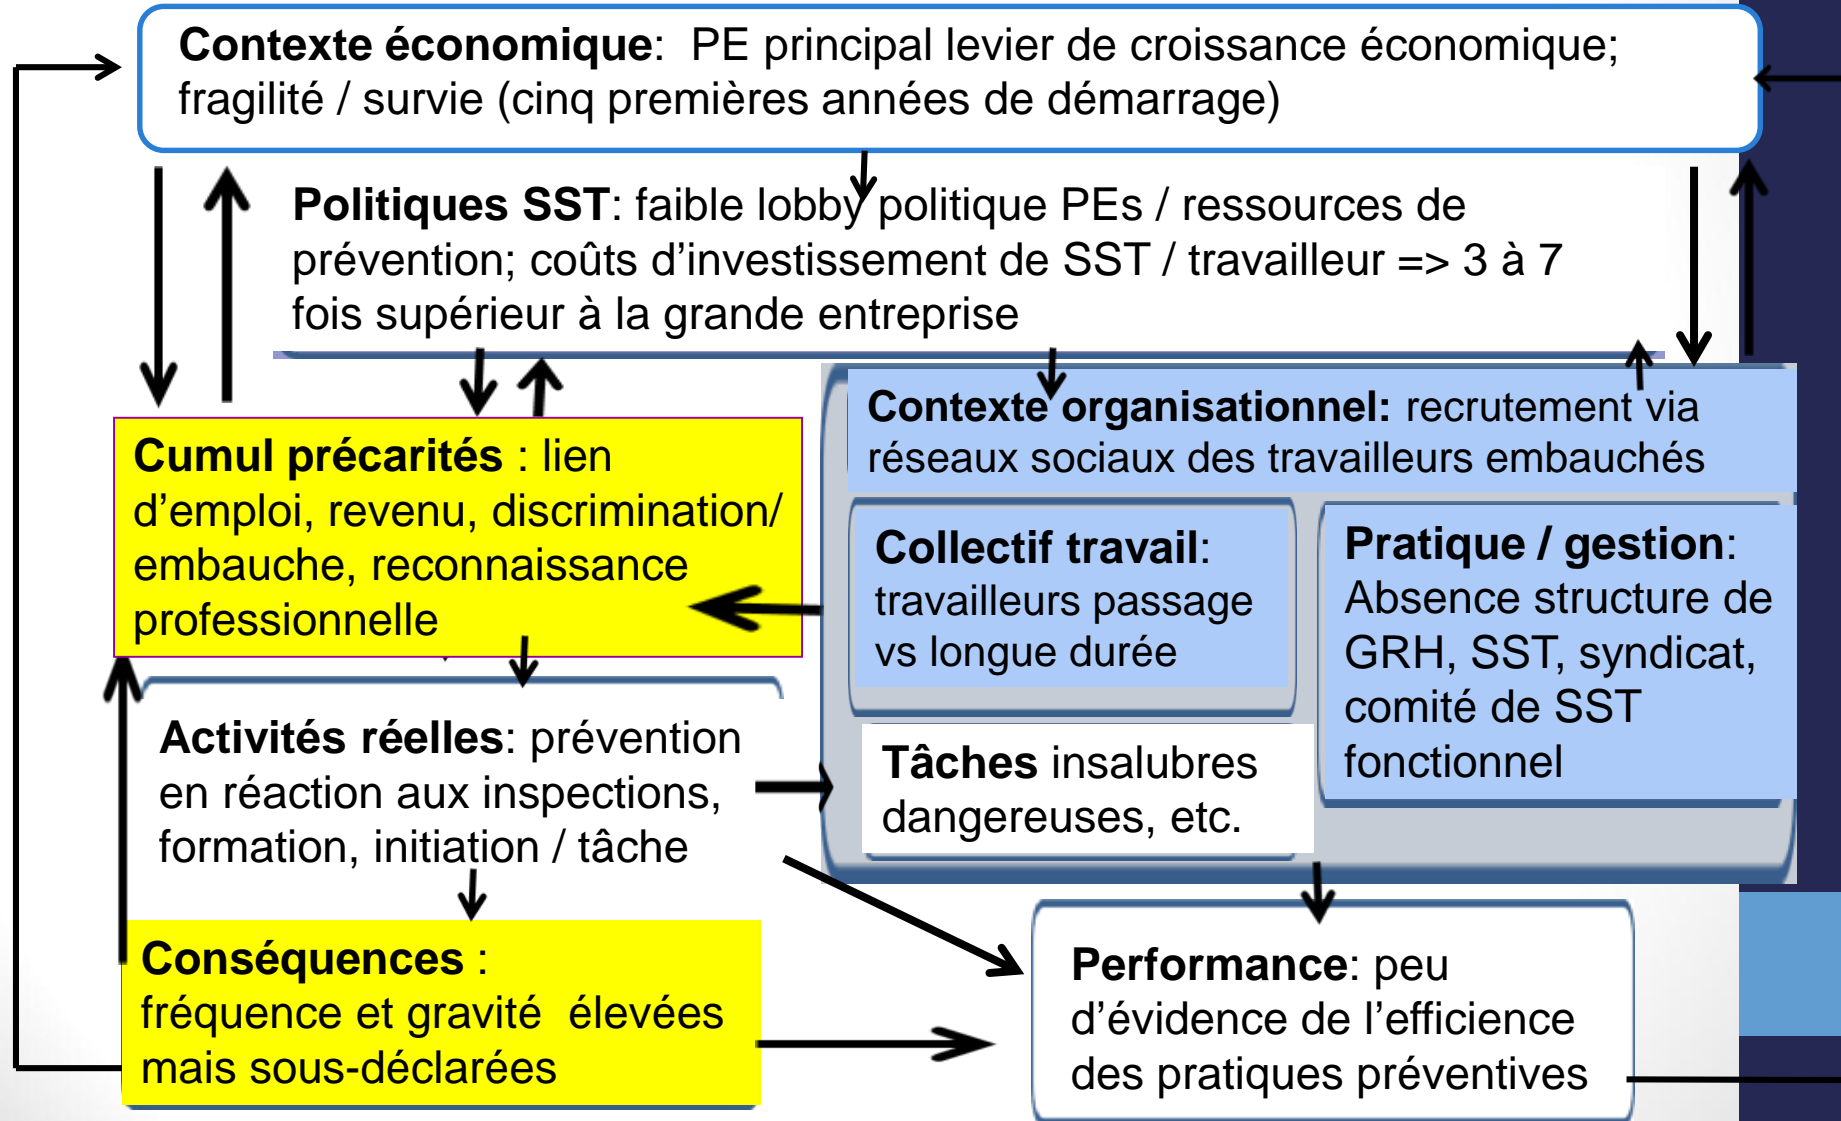 Contexte économique: PE principal levier de croissance économique;
fragilité / survie (cinq premières années de démarrage)
Politiques SST: faible lobby politique PEs / ressources de
prévention; coûts d'investissement de SST / travailleur => 3 à 7
fois supérieur à la grande entreprise
Cumul précarités : lien
d'emploi, revenu, discrimination/
embauche, reconnaissance
professionnelle
Contexte organisationnel: recrutement via
réseaux sociaux des travailleurs embauchés
Collectif travail:
travailleurs passage
vs longue durée
Pratique / gestion:
Absence structure de
GRH, SST, syndicat,
comité de SST
fonctionnel
Tâches insalubres
dangereuses, etc.
Activités réelles: prévention
en réaction aux inspections,
formation, initiation / tâche
Conséquences :
fréquence et gravité élevées
mais sous-déclarées
Performance: peu
d'évidence de l'efficience
des pratiques préventives